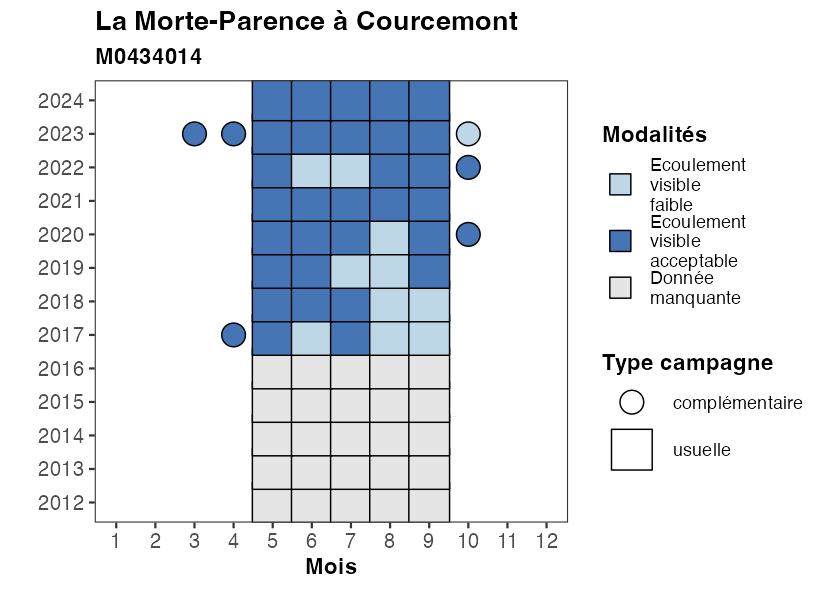 La Morte-Parence à Courcemont
M0434014
2024
2023
2022
2021
2020
2019
2018
2017
2016
2015
2014
2013
2012
1 2 3 4 5 6 7 8 9 10 11 12
Mois
Modalités
Ecoulement
visible
faible
Ecoulement
visible
acceptable
Donnée
manquante
Type campagne
complémentaire
usuelle